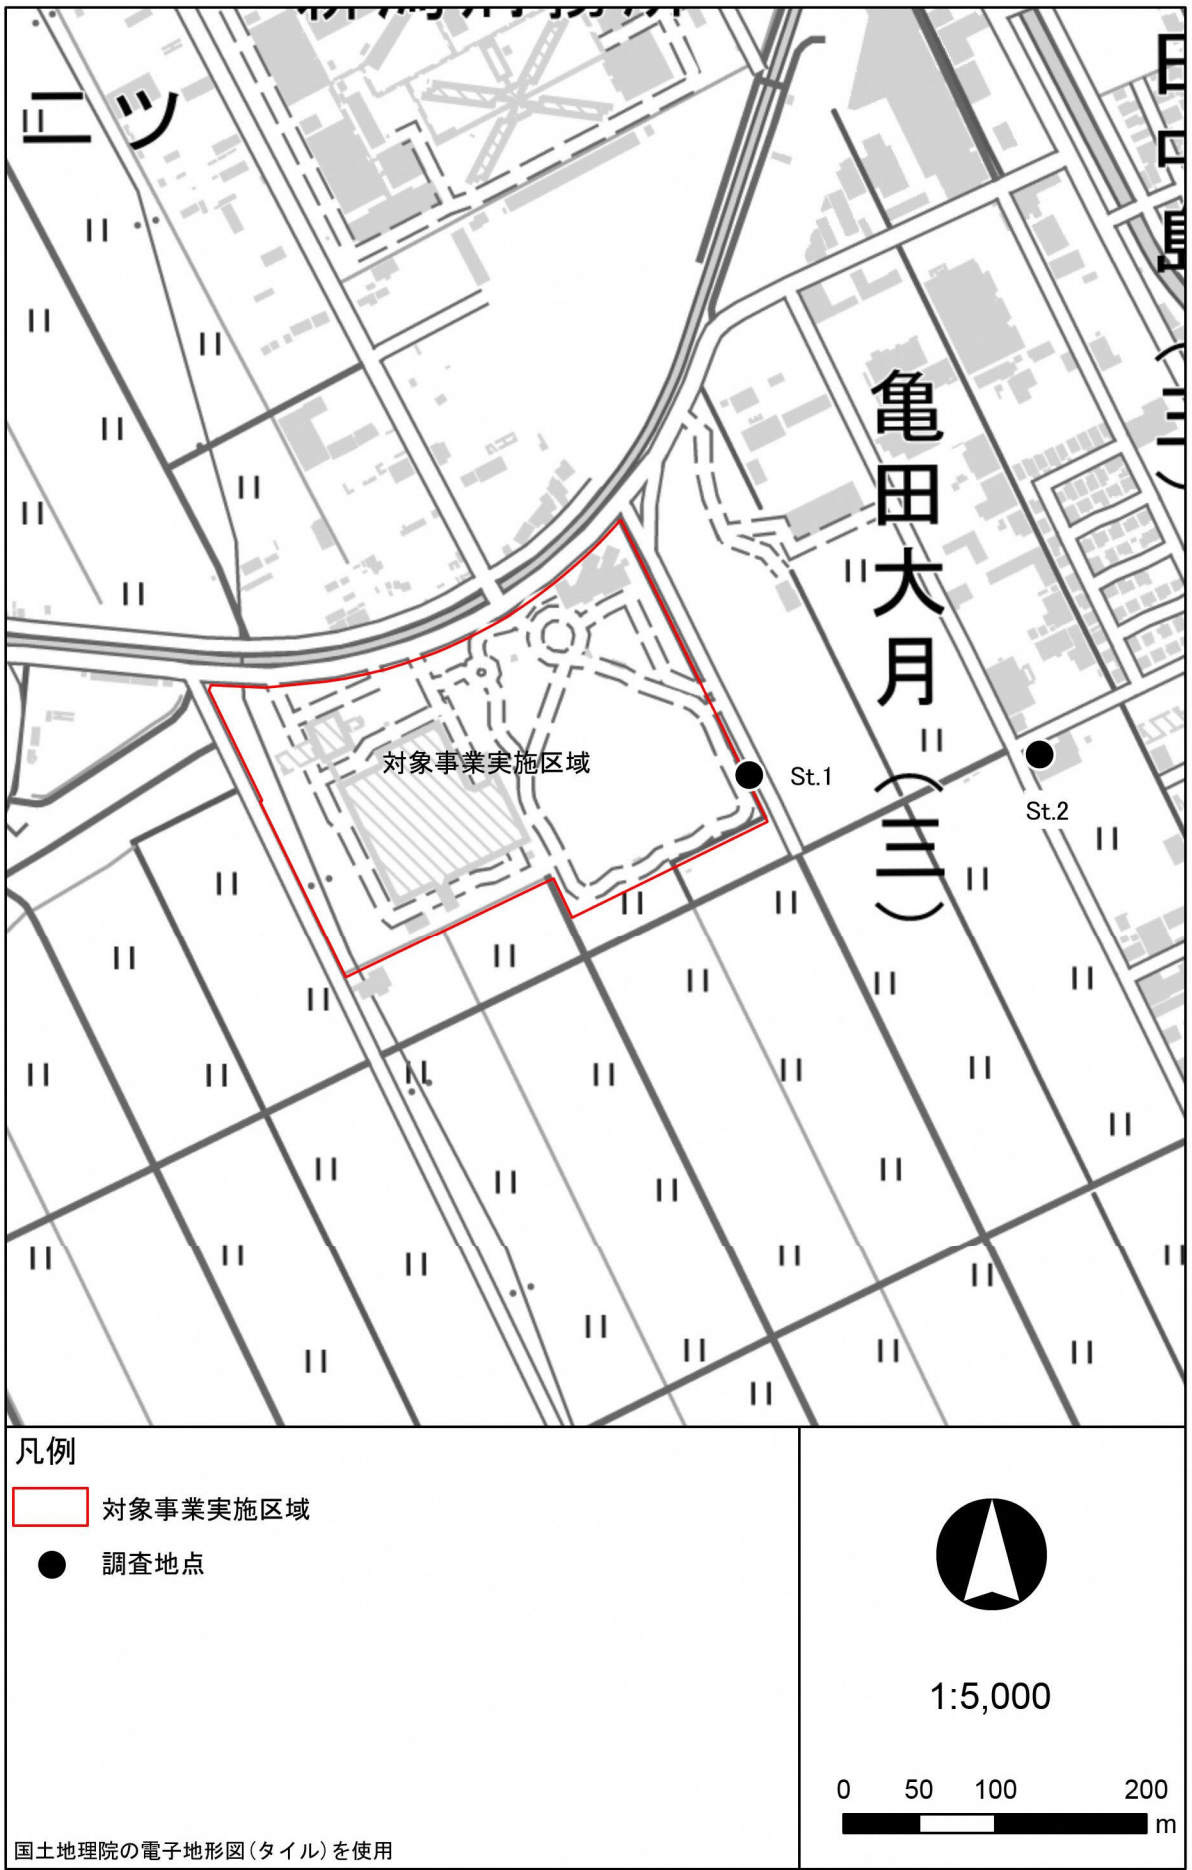 二ツ
亀田大月(三)
対象事業実施区域
St.1
St.2
凡例
対象事業実施区域
調査地点
1:5,000
0 50 100 200
m
国土地理院の電子地形図(タイル)を使用